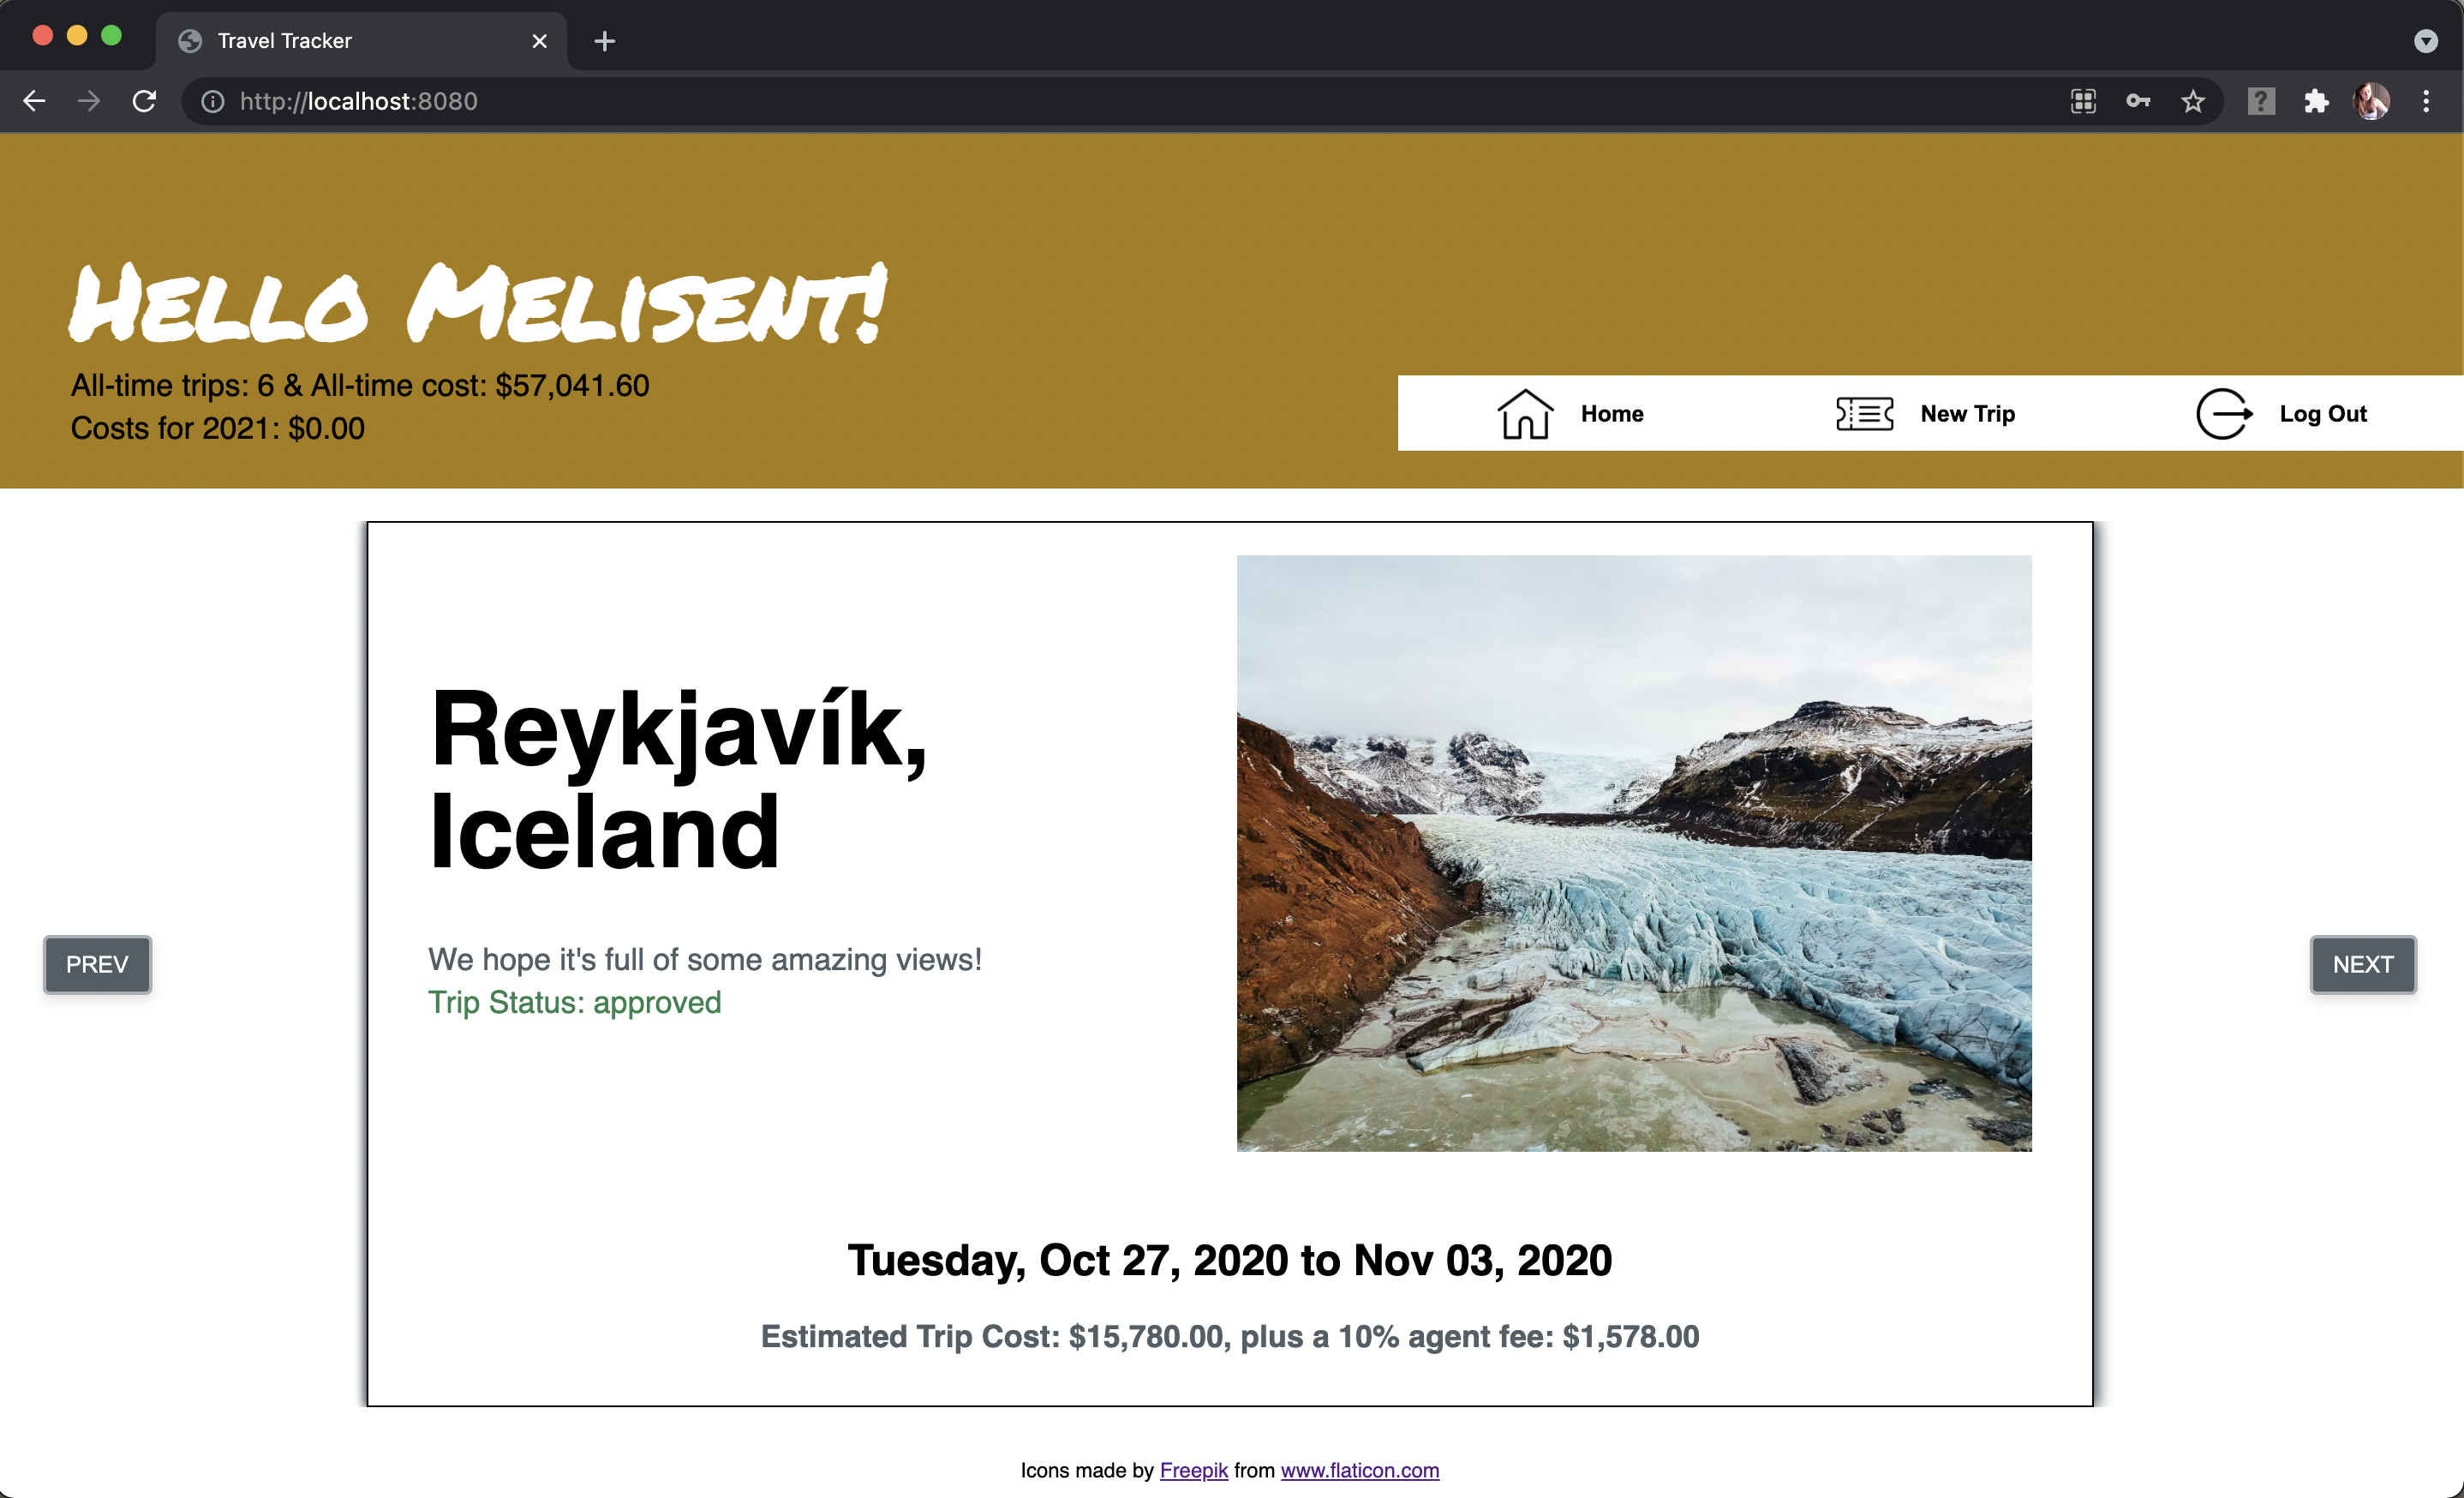 Travel Tracker
http://localhost:8080
Hello Melisent!
All-time trips: 6 & All-time cost: $57,041.60
Costs for 2021: $0.00
Home
New Trip
Log Out
Reykjavík,
Iceland
We hope it's full of some amazing views!
Trip Status: approved
PREV
NEXT
Tuesday, Oct 27, 2020 to Nov 03, 2020
Estimated Trip Cost: $15,780.00, plus a 10% agent fee: $1,578.00
Icons made by Freepik from www.flaticon.com